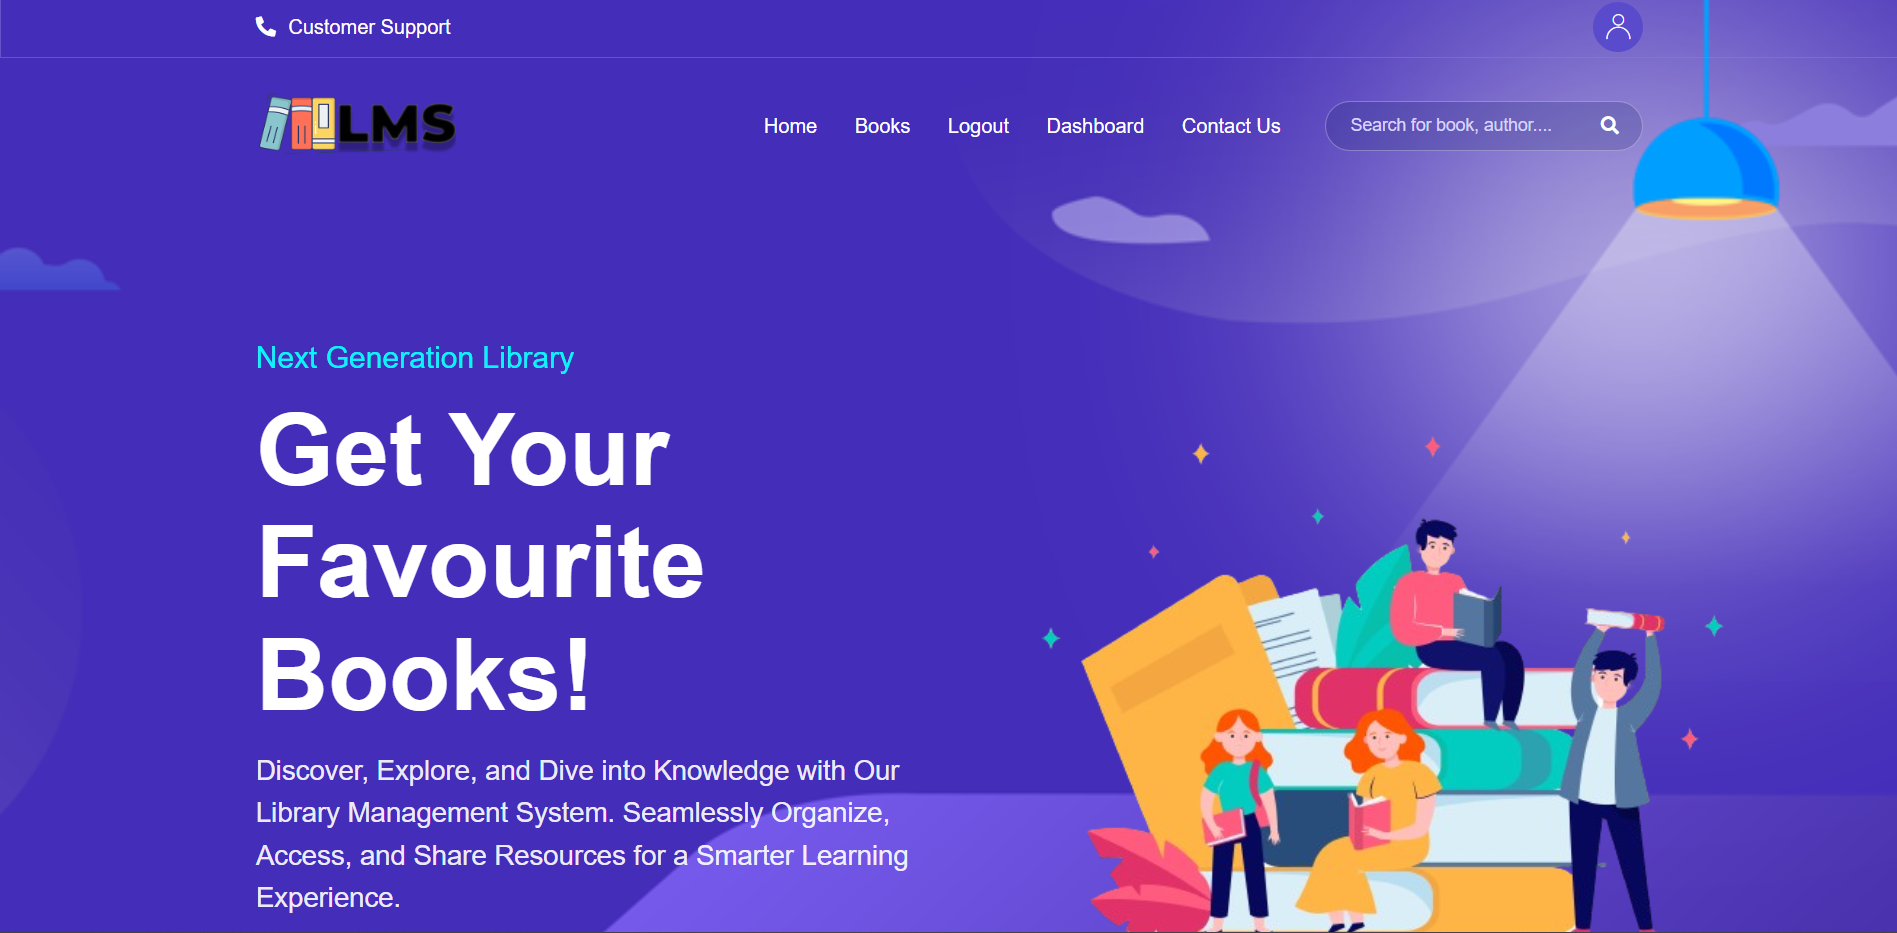 Customer Support
LMS
Home Books Logout Dashboard Contact Us Search for book, author....
Next Generation Library
Get Your
Favourite
Books!
Discover, Explore, and Dive into Knowledge with Our
Library Management System. Seamlessly Organize,
Access, and Share Resources for a Smarter Learning
Experience.